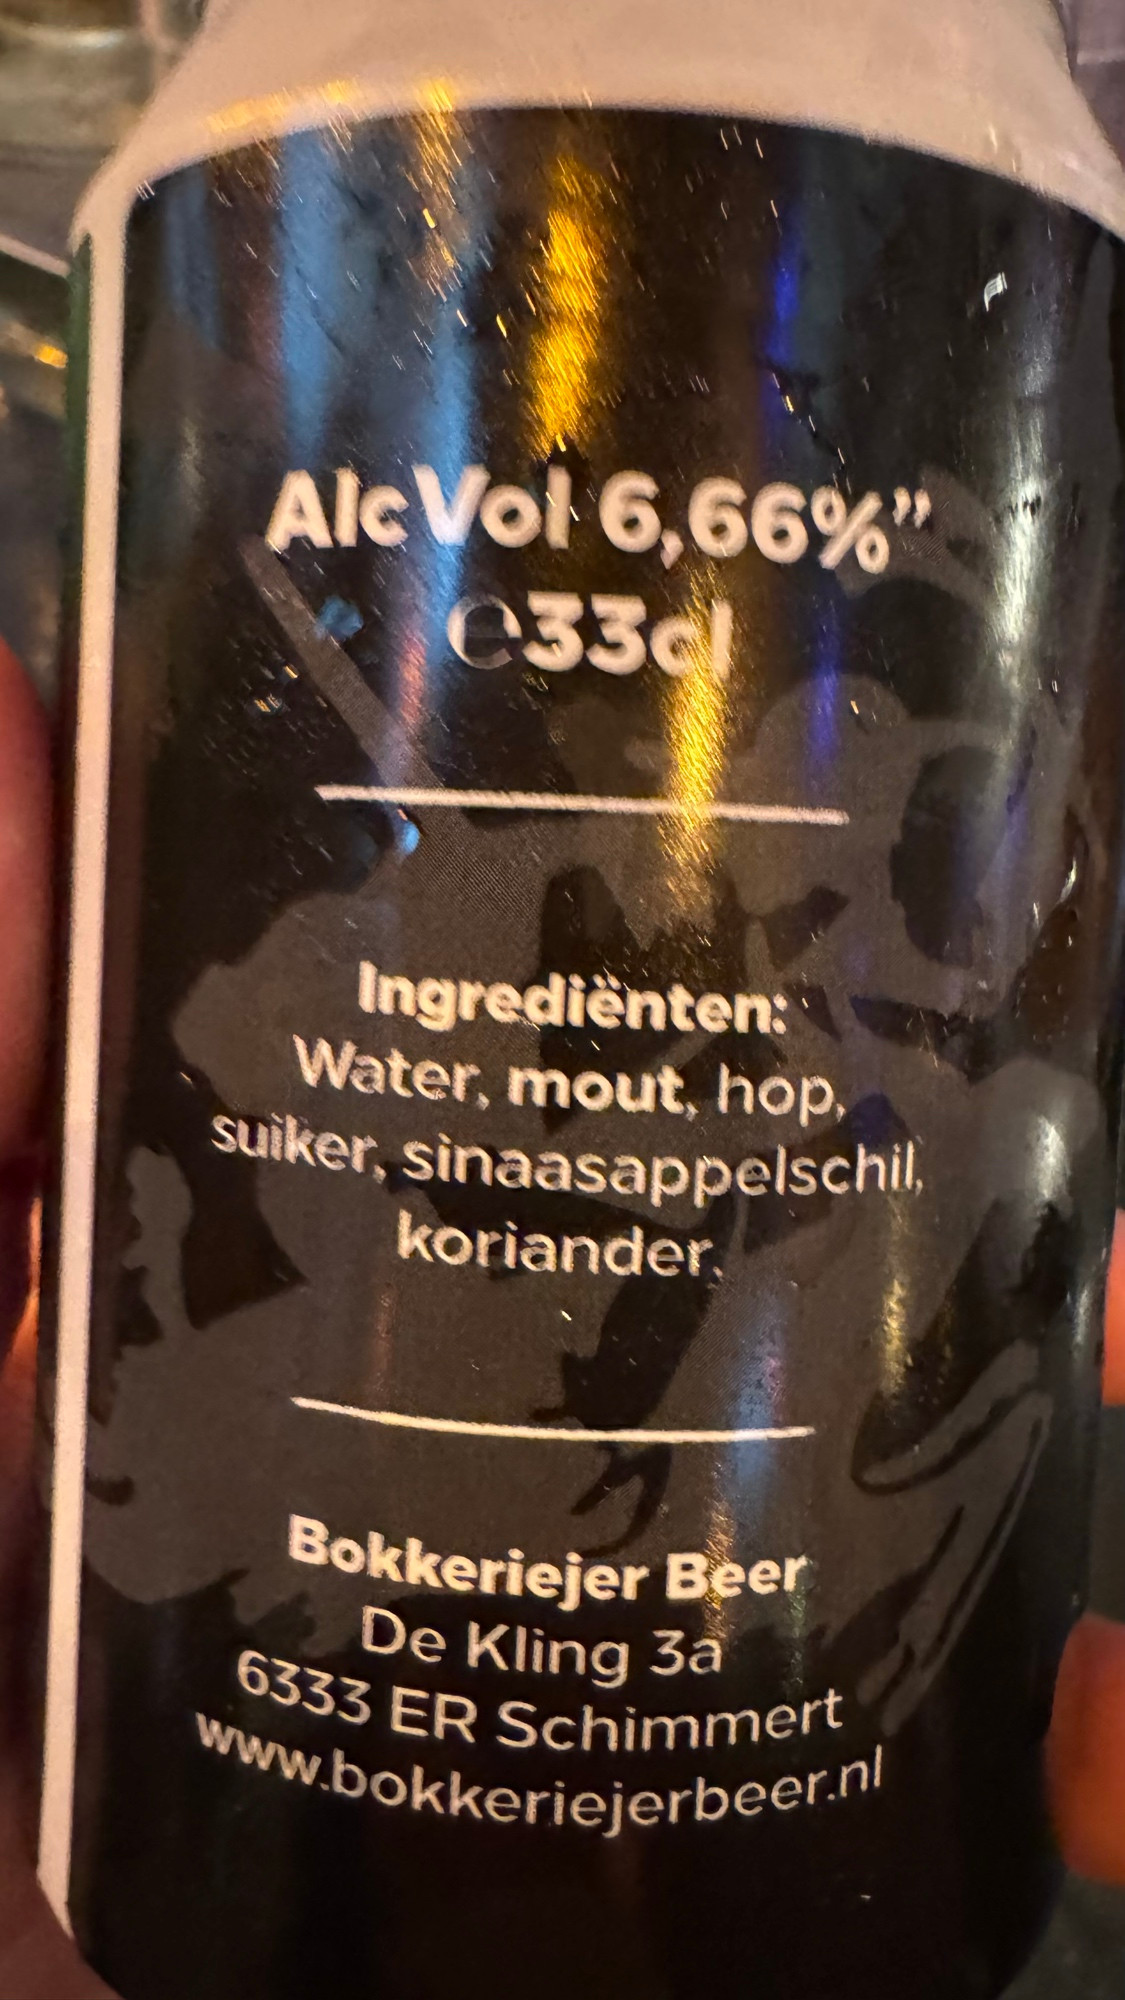 Alc Vol 6,66%”
℮33cl
Ingrediënten:
Water, mout, hop,
suiker, sinaasappelschil,
koriander.
Bokkeriejer Beer
De Kling 3a
6333 ER Schimmert
www.bokkeriejerbeer.nl